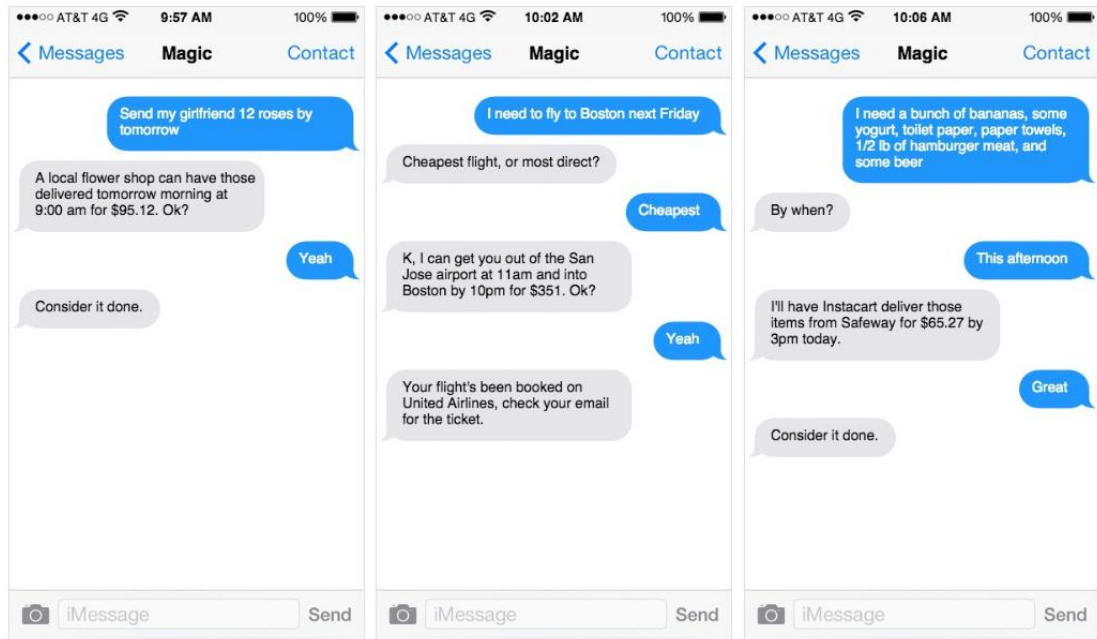 AT&T 4G 9:57 AM 100%
Messages Magic Contact
Send my girlfriend 12 roses by
tomorrow
A local flower shop can have those
delivered tomorrow morning at
9:00 am for $95.12. Ok?
Yeah
Consider it done.
iMessage Send
AT&T 4G 10:02 AM 100%
Messages Magic Contact
I need to fly to Boston next Friday
Cheapest flight, or most direct?
Cheapest
K, I can get you out of the San
Jose airport at 11am and into
Boston by 10pm for $351. Ok?
Yeah
Your flight's been booked on
United Airlines, check your email
for the ticket.
iMessage Send
AT&T 4G 10:06 AM 100%
Messages Magic Contact
I need a bunch of bananas, some
yogurt, toilet paper, paper towels,
1/2 lb of hamburger meat, and
some beer
By when?
This afternoon
I'll have Instacart deliver those
items from Safeway for $65.27 by
3pm today.
Great
Consider it done.
iMessage Send